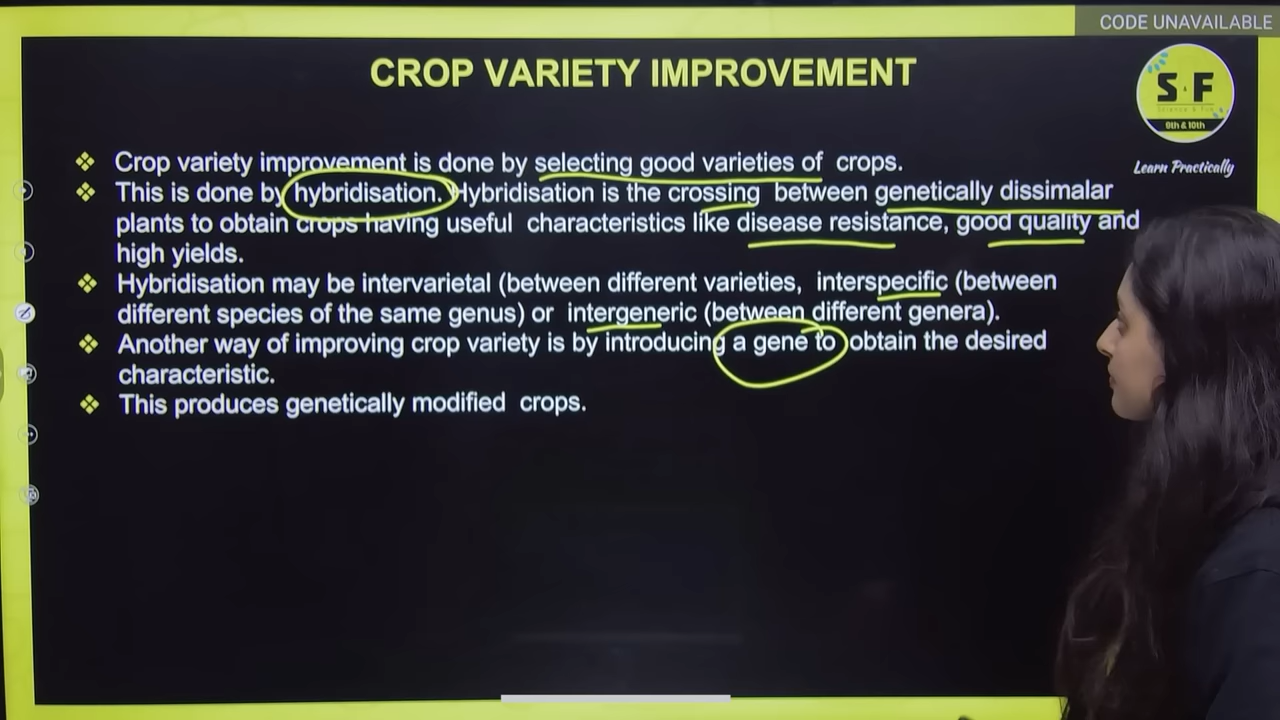 CODE UNAVAILABLE
CROP VARIETY IMPROVEMENT
S&F
Science & Fun
9th & 10th
Learn Practically
❖ Crop variety improvement is done by selecting good varieties of crops.
❖ This is done by hybridisation. Hybridisation is the crossing between genetically dissimalar
plants to obtain crops having useful characteristics like disease resistance, good quality and
high yields.
❖ Hybridisation may be intervarietal (between different varieties, interspecific (between
different species of the same genus) or intergeneric (between different genera).
❖ Another way of improving crop variety is by introducing a gene to obtain the desired
characteristic.
❖ This produces genetically modified crops.